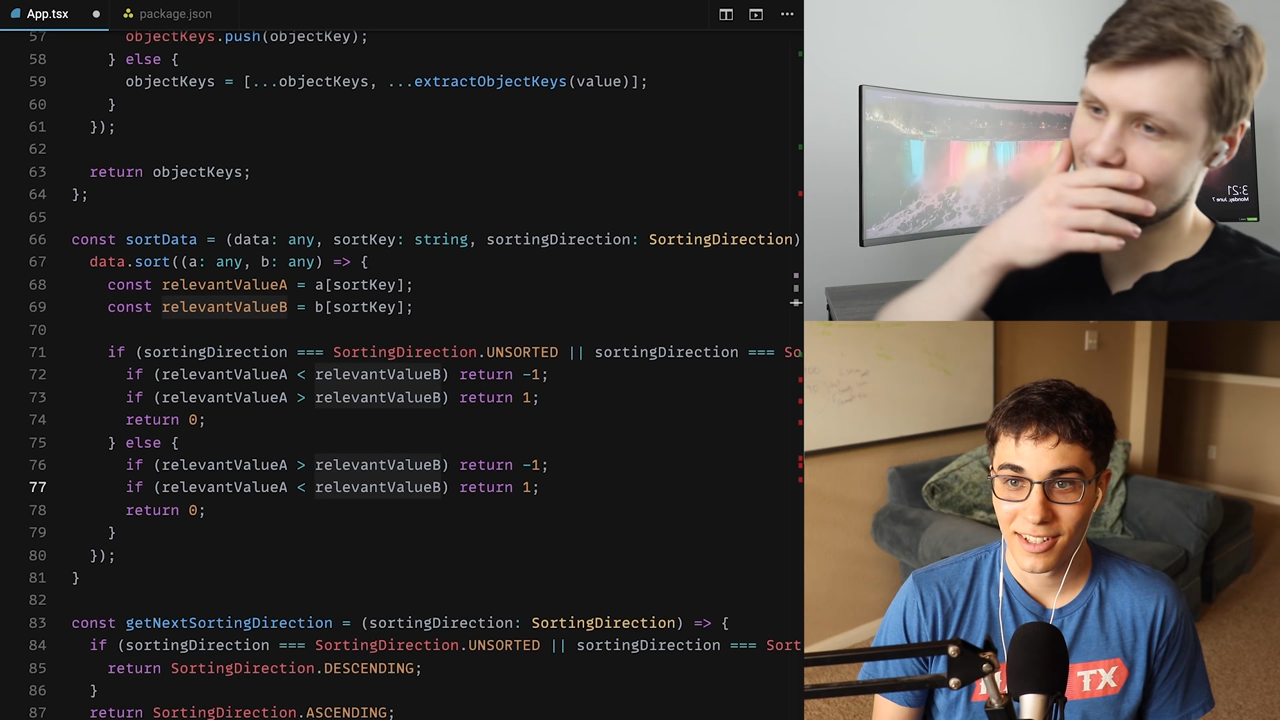 App.tsx
package.json
57 objectKeys.push(objectKey);
58 } else {
59 objectKeys = [...objectKeys, ...extractObjectKeys(value)];
60 }
61 });
62
63 return objectKeys;
64 };
65
66 const sortData = (data: any, sortKey: string, sortingDirection: SortingDirection)
67 data.sort((a: any, b: any) => {
68 const relevantValueA = a[sortKey];
69 const relevantValueB = b[sortKey];
70
71 if (sortingDirection === SortingDirection.UNSORTED || sortingDirection === So
72 if (relevantValueA < relevantValueB) return -1;
73 if (relevantValueA > relevantValueB) return 1;
74 return 0;
75 } else {
76 if (relevantValueA > relevantValueB) return -1;
77 if (relevantValueA < relevantValueB) return 1;
78 return 0;
79 }
80 });
81 }
82
83 const getNextSortingDirection = (sortingDirection: SortingDirection) => {
84 if (sortingDirection === SortingDirection.UNSORTED || sortingDirection === Sort
85 return SortingDirection.DESCENDING;
86 }
87 return SortingDirection.ASCENDING;
3:21
Monday, June 7
TX